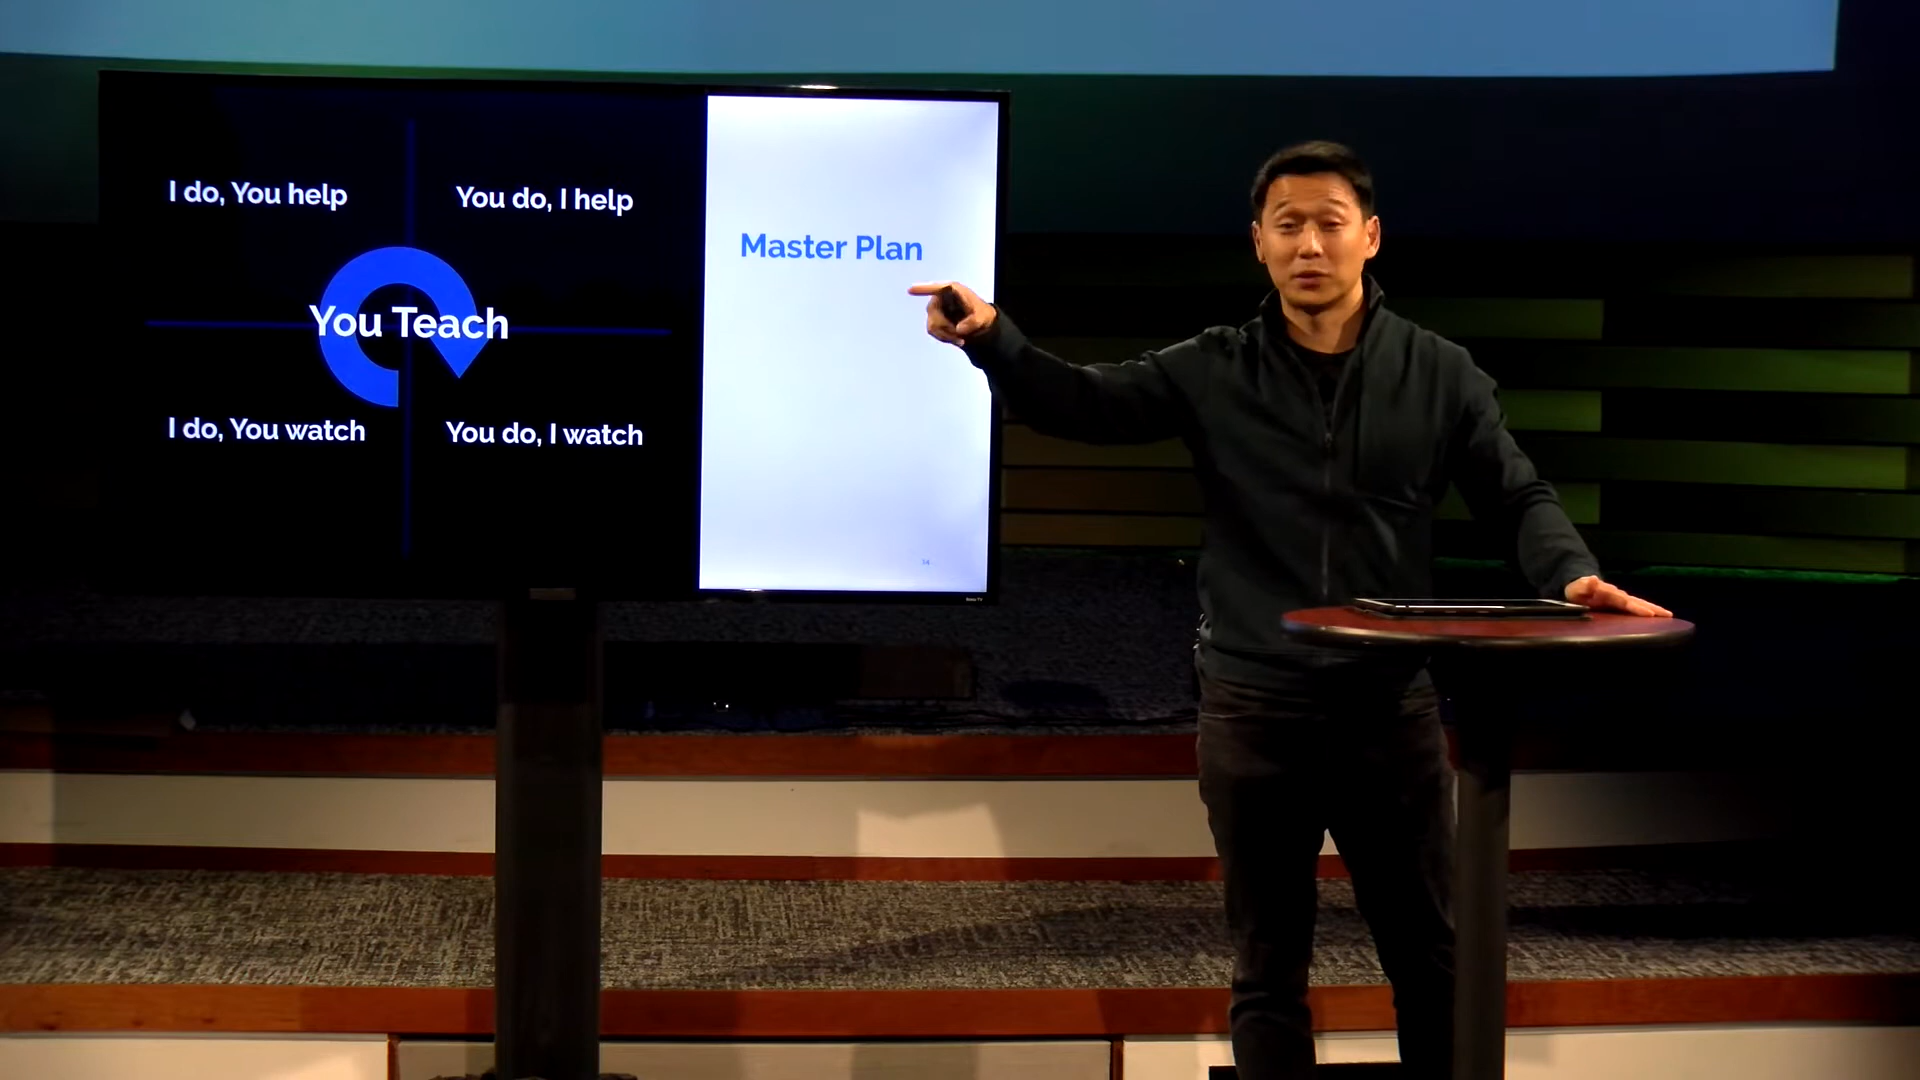 I do, You help
You do, I help
You Teach
I do, You watch
You do, I watch
Master Plan